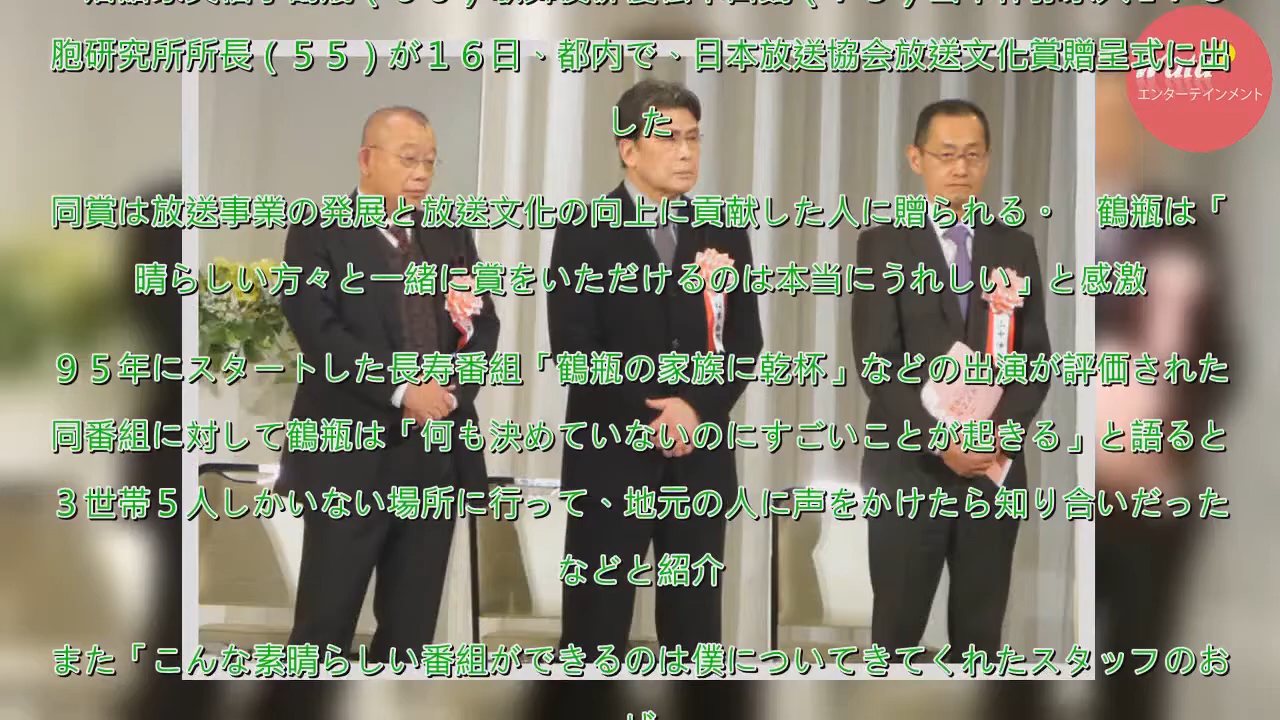 胞研究所所長(55)が16日、都内で、日本放送協会放送文化賞贈呈式に出
した
同賞は放送事業の発展と放送文化の向上に貢献した人に贈られる・　鶴瓶は「
晴らしい方々と一緒に賞をいただけるのは本当にうれしい」と感激
95年にスタートした長寿番組「鶴瓶の家族に乾杯」などの出演が評価された
同番組に対して鶴瓶は「何も決めていないのにすごいことが起きる」と語ると
3世帯5人しかいない場所に行って、地元の人に声をかけたら知り合いだった
などと紹介
また「こんな素晴らしい番組ができるのは僕についてきてくれたスタッフのお
エンターテインメント